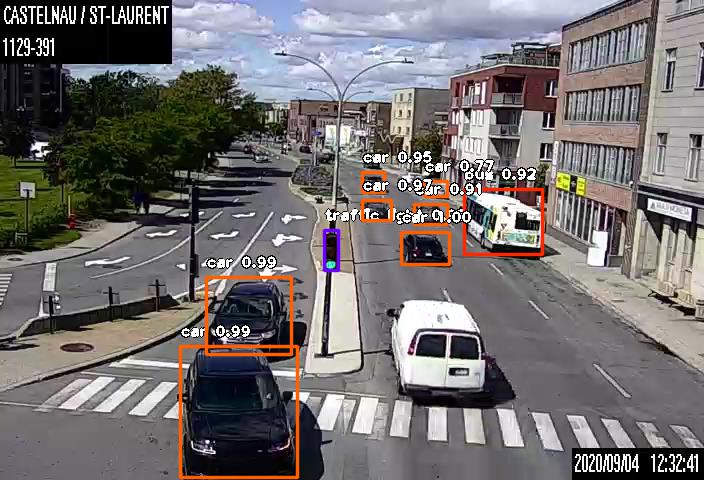 CASTELNAU / ST-LAURENT
1129-391
car 0.95
car 0.77
bus 0.92
car 0.97
0.91
car 1.00
car 0.99
car 0.99
2020/09/04 12:32:41